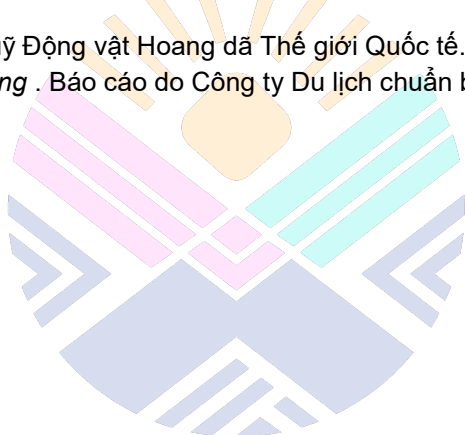 ỹ Động vật Hoang dã Thế giới Quốc tế.
ng . Báo cáo do Công ty Du lịch chuẩn b